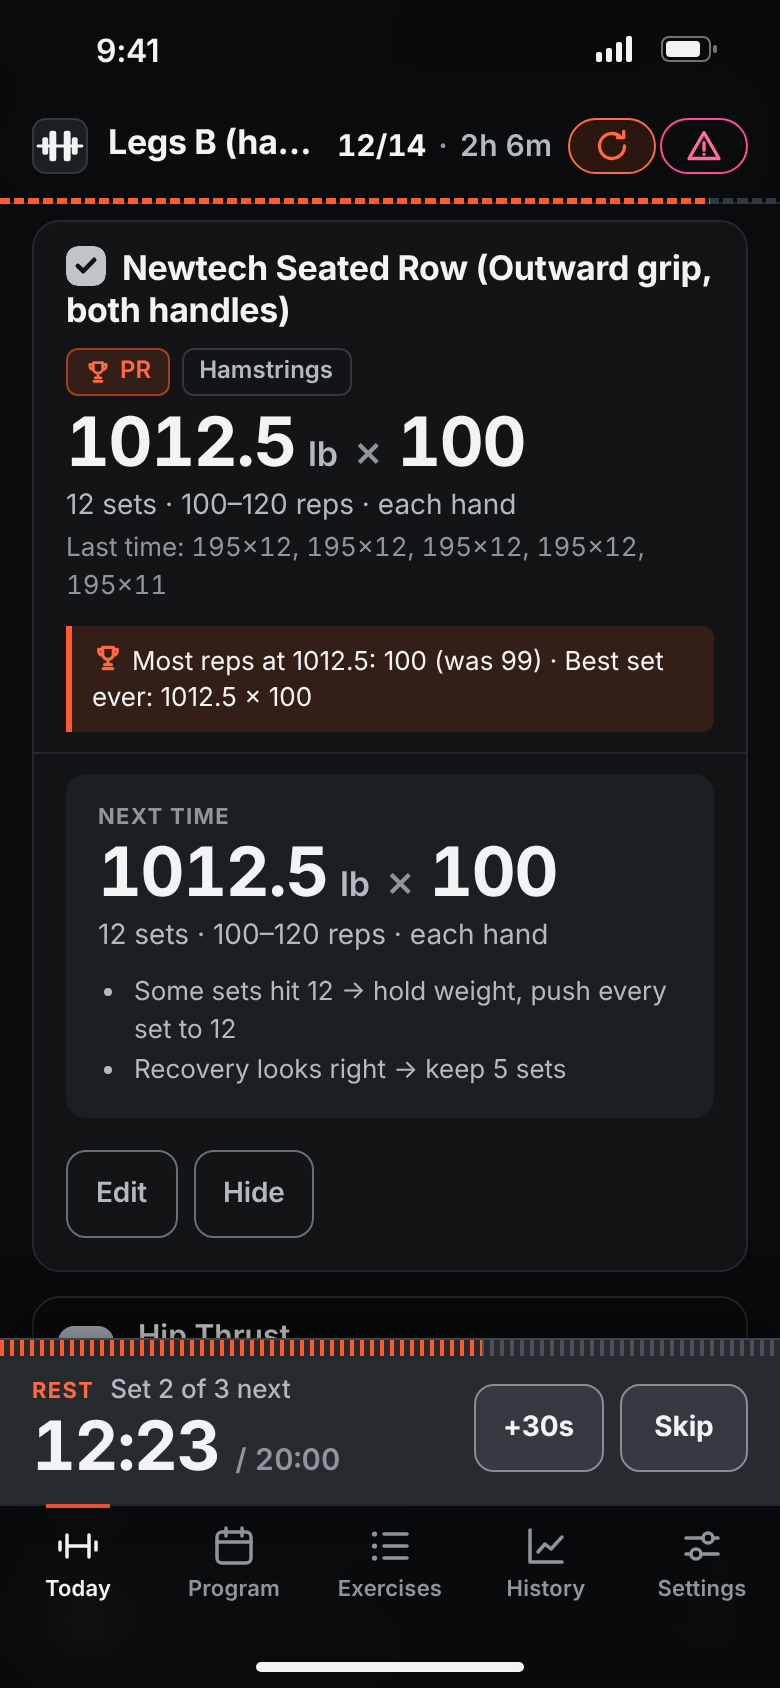 9:41
Legs B (ha... 12/14 · 2h 6m
Newtech Seated Row (Outward grip,
both handles)
PR Hamstrings
1012.5 lb × 100
12 sets · 100–120 reps · each hand
Last time: 195×12, 195×12, 195×12, 195×12,
195×11
Most reps at 1012.5: 100 (was 99) · Best set
ever: 1012.5 × 100
NEXT TIME
1012.5 lb × 100
12 sets · 100–120 reps · each hand
• Some sets hit 12 → hold weight, push every
set to 12
• Recovery looks right → keep 5 sets
Edit Hide
Hip Thrust
REST Set 2 of 3 next
12:23 / 20:00
+30s Skip
Today Program Exercises History Settings